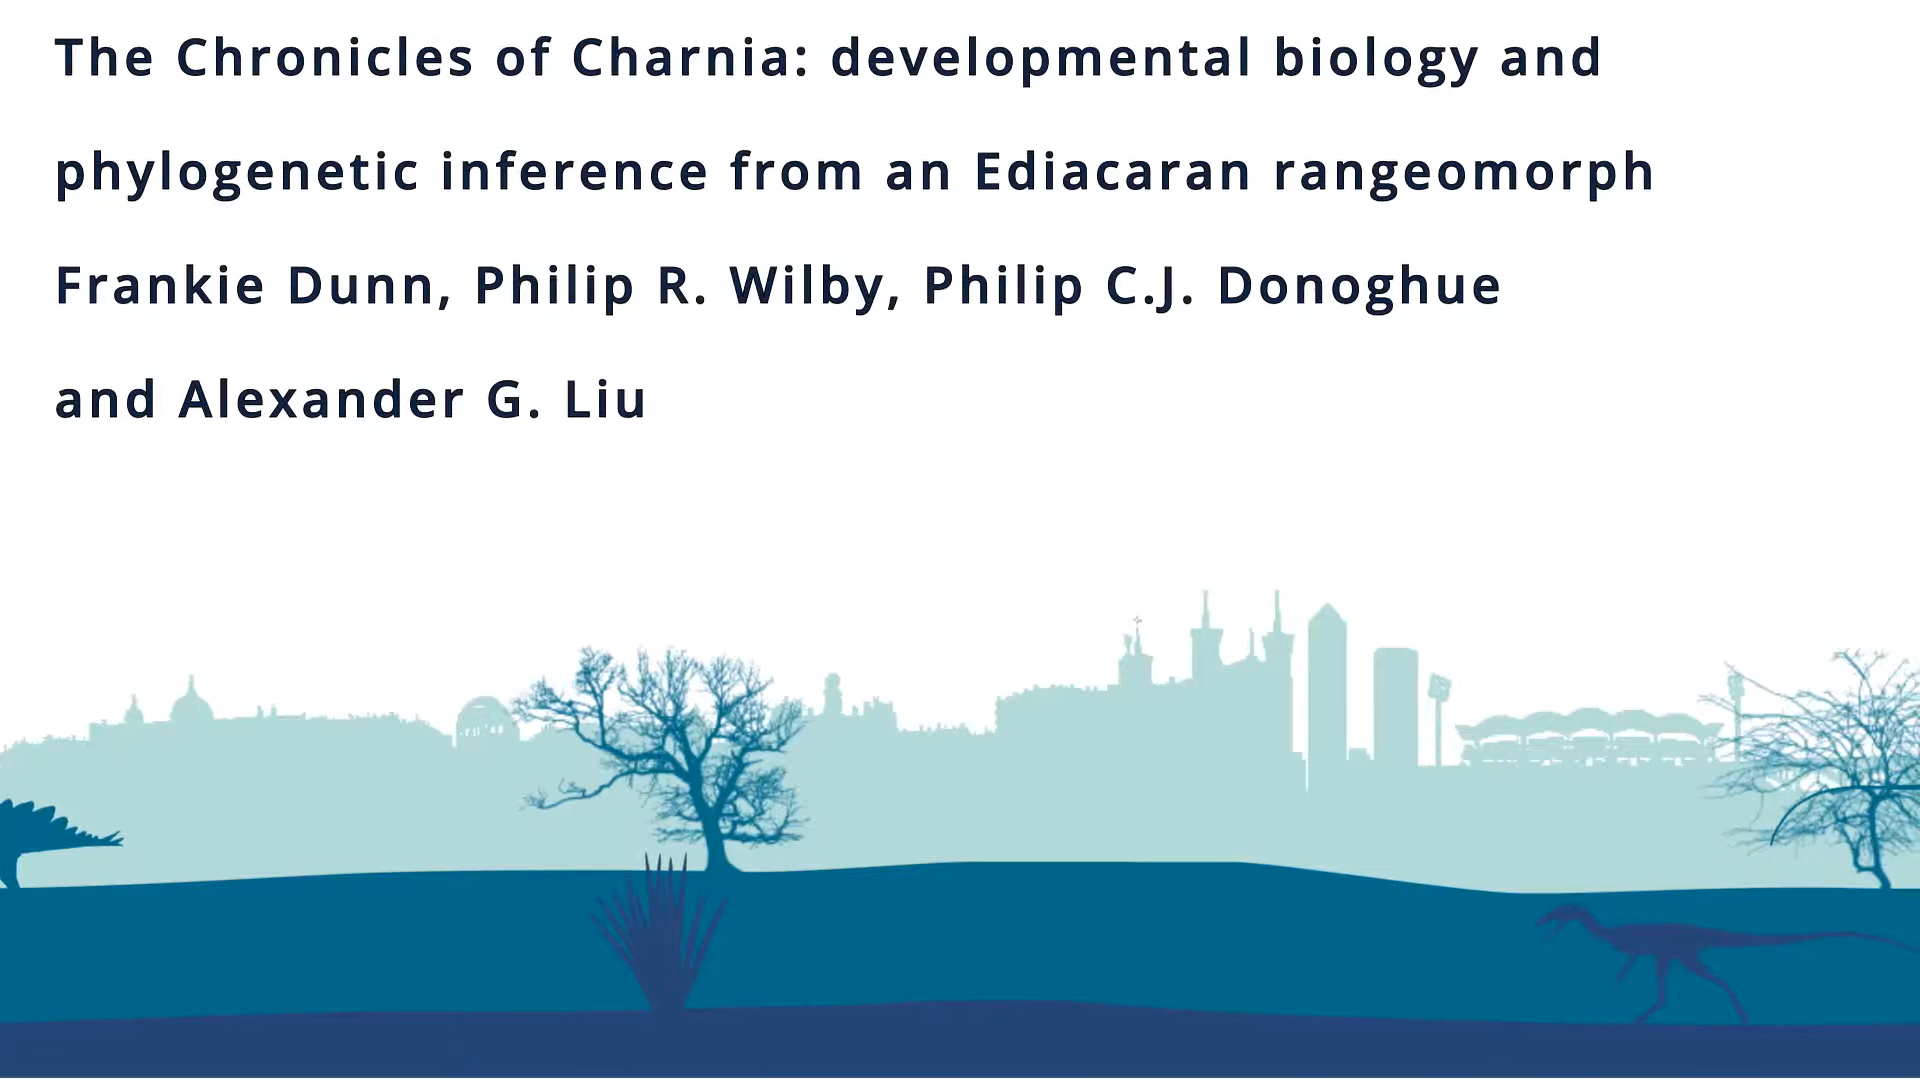 The Chronicles of Charnia: developmental biology and
phylogenetic inference from an Ediacaran rangeomorph
Frankie Dunn, Philip R. Wilby, Philip C.J. Donoghue
and Alexander G. Liu